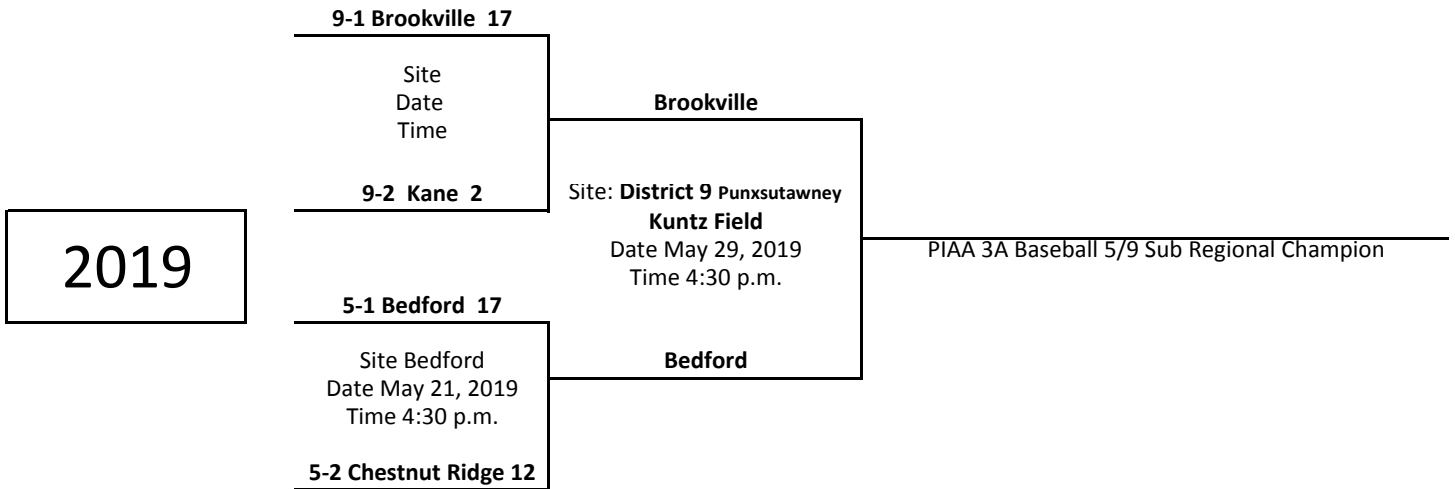 9-1 Brookville 17
Site
Date
Time
Brookville
9-2 Kane 2
Site: District 9 Punxsutawney
Kuntz Field
Date May 29, 2019
Time 4:30 p.m.
PIAA 3A Baseball 5/9 Sub Regional Champion
2019
5-1 Bedford 17
Site Bedford
Date May 21, 2019
Time 4:30 p.m.
Bedford
5-2 Chestnut Ridge 12